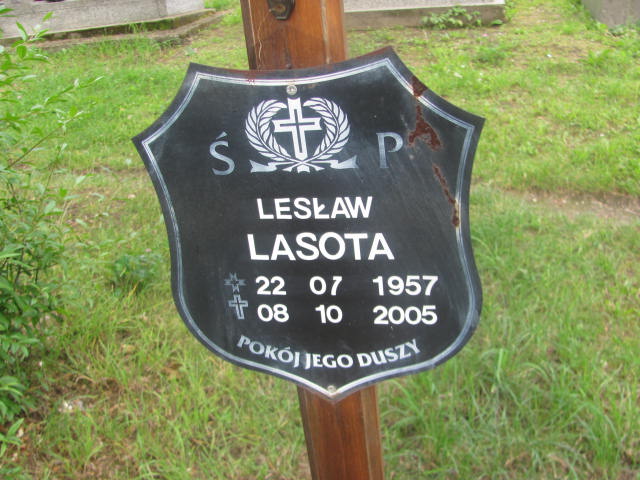 Ś P
LESŁAW
LASOTA
22 07 1957
08 10 2005
POKÓJ JEGO DUSZY